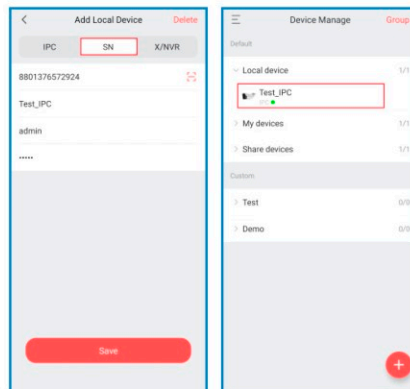 Add Local Device
Delete
IPC
SN
X/NVR
8801376572924
Test_IPC
admin
•••••
Save
Device Manage
Group
Default
Local device
1/1
Test_IPC
IPC
My devices
1/1
Share devices
1/1
Custom
Test
0/0
Demo
0/0